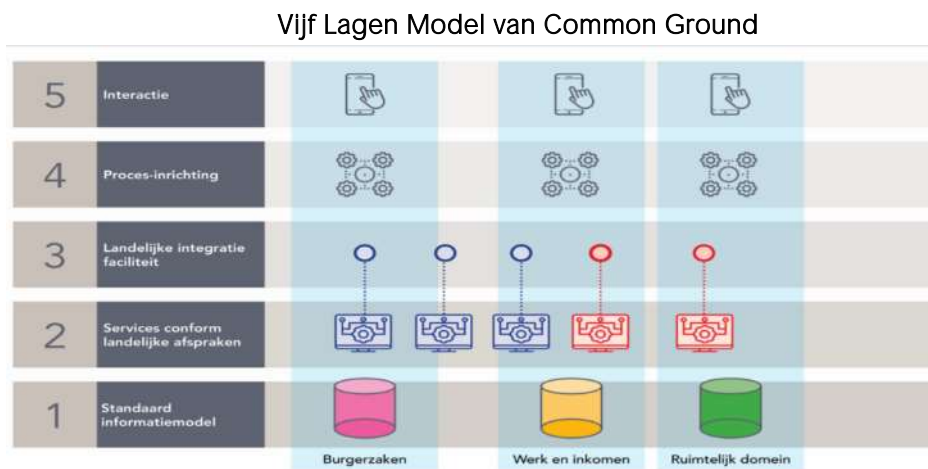 Vijf Lagen Model van Common Ground
5
Interactie
4
Proces-inrichting
3
Landelijke integratie
faciliteit
2
Services conform
landelijke afspraken
1
Standaard
informatiemodel
Burgerzaken
Werk en inkomen
Ruimtelijk domein